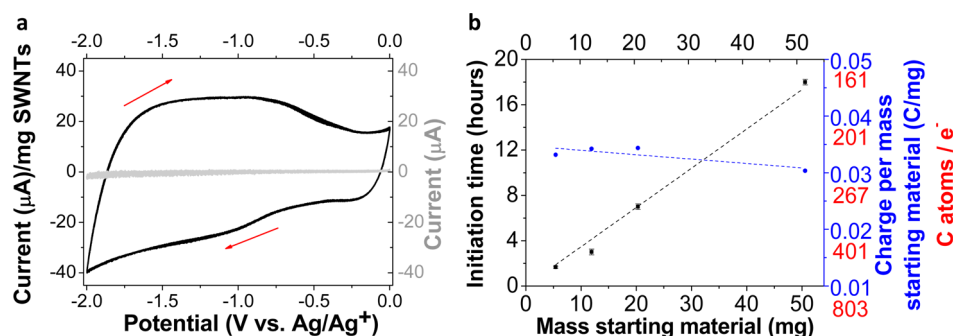 a
-2.0 -1.5 -1.0 -0.5 0.0
Current (µA)/mg SWNTs
40
20
0
-20
-40
40
20
0
-20
-40
Current (µA)
-2.0 -1.5 -1.0 -0.5 0.0
Potential (V vs. Ag/Ag+)
b
0 10 20 30 40 50
Initiation time (hours)
20
16
12
8
4
0
0.05
161
0.04
201
0.03
267
0.02
401
0.01
803
Charge per mass
starting material (C/mg)
C atoms / e-
0 10 20 30 40 50
Mass starting material (mg)